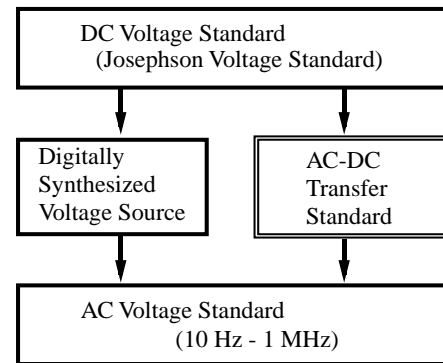 DC Voltage Standard
(Josephson Voltage Standard)
Digitally
Synthesized
Voltage Source
AC-DC
Transfer
Standard
AC Voltage Standard
(10 Hz - 1 MHz)